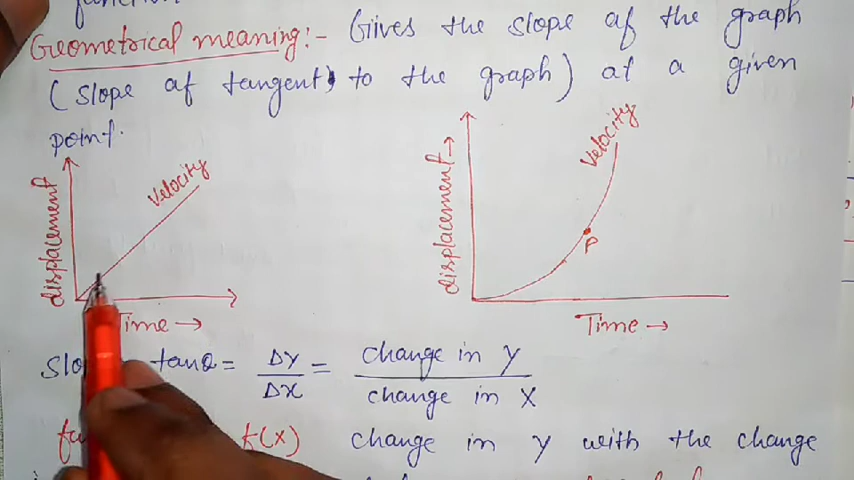 function
Geometrical meaning:- Gives the slope of the graph
(slope of tangent to the graph) at a given
point.
displacement
Velocity
Time →
displacement →
Velocity
P
Time →
tanθ = Δy/Δx = change in y / change in x
f(x) change in y with the change